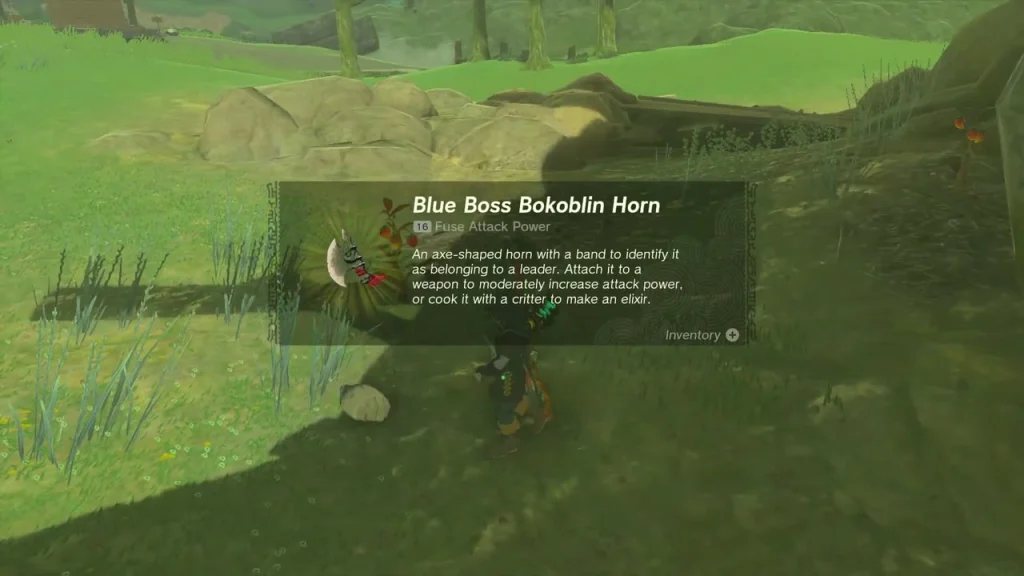 Blue Boss Bokoblin Horn
16 Fuse Attack Power
An axe-shaped horn with a band to identify it
as belonging to a leader. Attach it to a
weapon to moderately increase attack power,
or cook it with a critter to make an elixir.
Inventory +